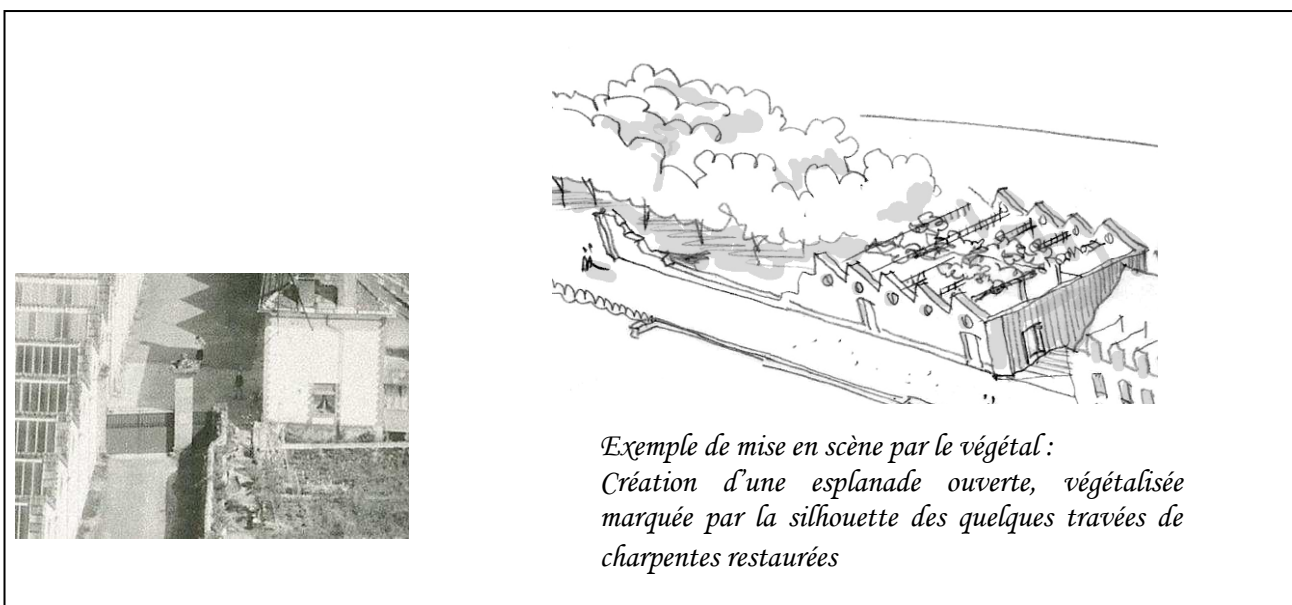 Exemple de mise en scène par le végétal :
Création d'une esplanade ouverte, végétalisée
marquée par la silhouette des quelques travées de
charpentes restaurées